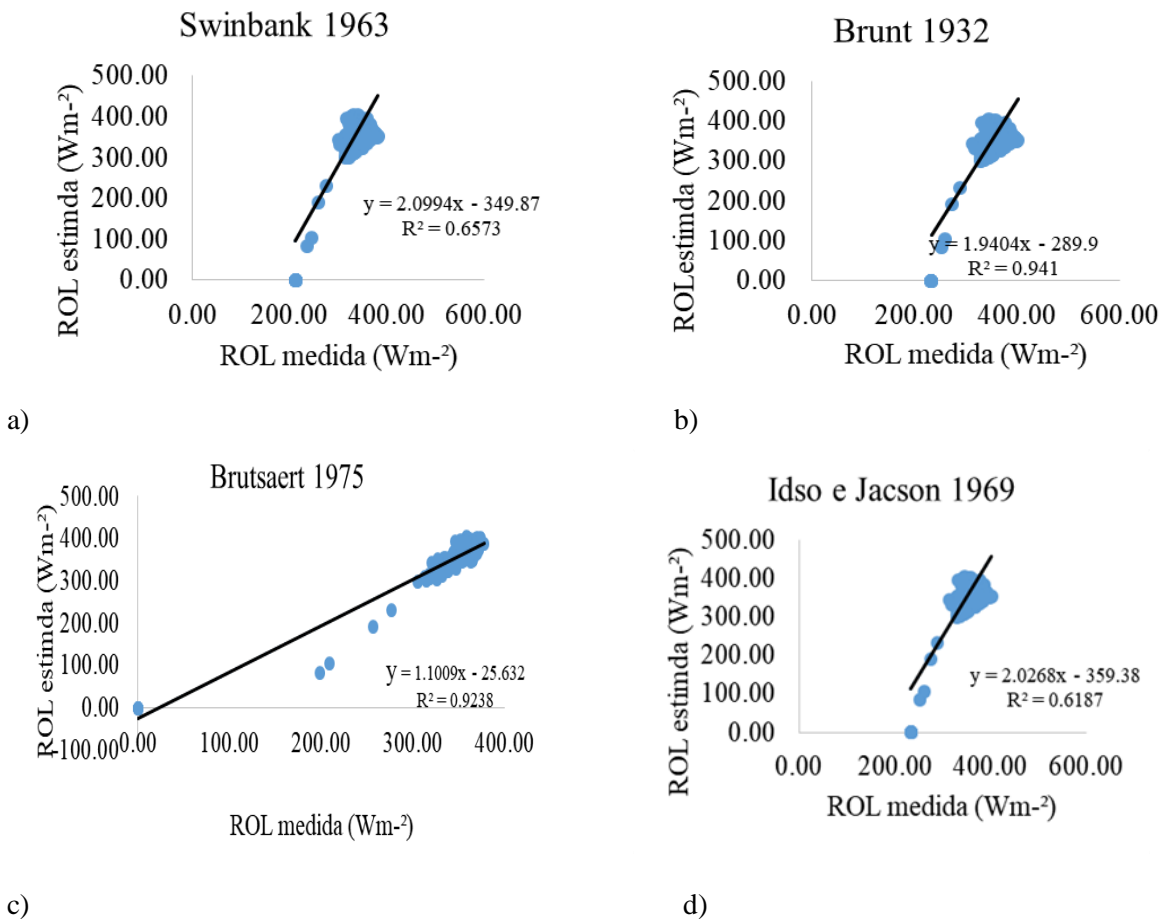 Swinbank 1963
ROL estimda (Wm-²)
500.00
400.00
300.00
200.00
100.00
0.00
y = 2.0994x - 349.87
R² = 0.6573
0.00 200.00 400.00 600.00
ROL medida (Wm-²)
a)
Brunt 1932
ROLestimda (Wm-²)
500.00
400.00
300.00
200.00
100.00
0.00
y = 1.9404x - 289.9
R² = 0.941
0.00 200.00 400.00 600.00
ROL medida (Wm-²)
b)
Brutsaert 1975
ROL estimda (Wm-²)
500.00
400.00
300.00
200.00
100.00
0.00
-100.00
y = 1.1009x - 25.632
R² = 0.9238
0.00 100.00 200.00 300.00 400.00
ROL medida (Wm-²)
c)
Idso e Jacson 1969
ROL estimda (Wm-²)
500.00
400.00
300.00
200.00
100.00
0.00
y = 2.0268x - 359.38
R² = 0.6187
0.00 200.00 400.00 600.00
ROL medida (Wm-²)
d)